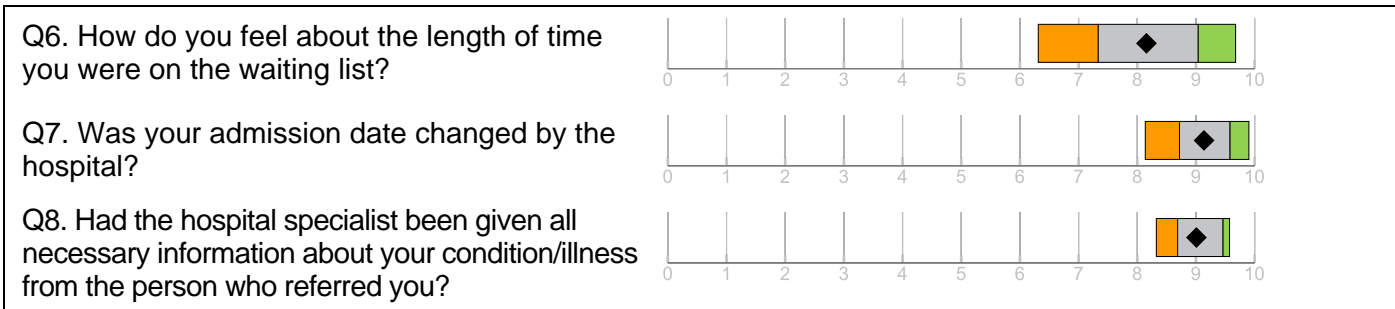 Q6. How do you feel about the length of time
you were on the waiting list?
0 1 2 3 4 5 6 7 8 9 10
Q7. Was your admission date changed by the
hospital?
0 1 2 3 4 5 6 7 8 9 10
Q8. Had the hospital specialist been given all
necessary information about your condition/illness
from the person who referred you?
0 1 2 3 4 5 6 7 8 9 10